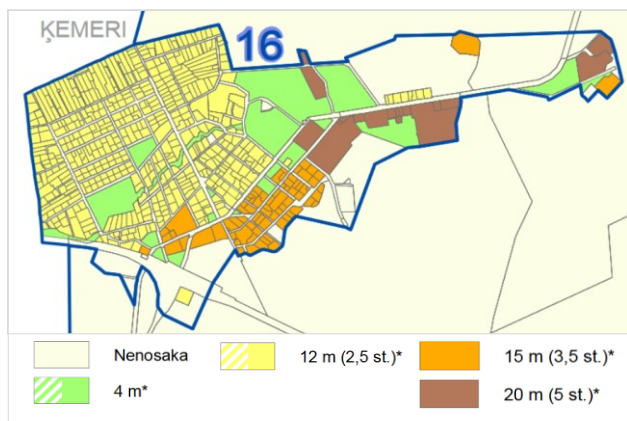 ĶEMERI
16
Nenosaka
12 m (2,5 st.)*
15 m (3,5 st.)*
4 m*
20 m (5 st.)*